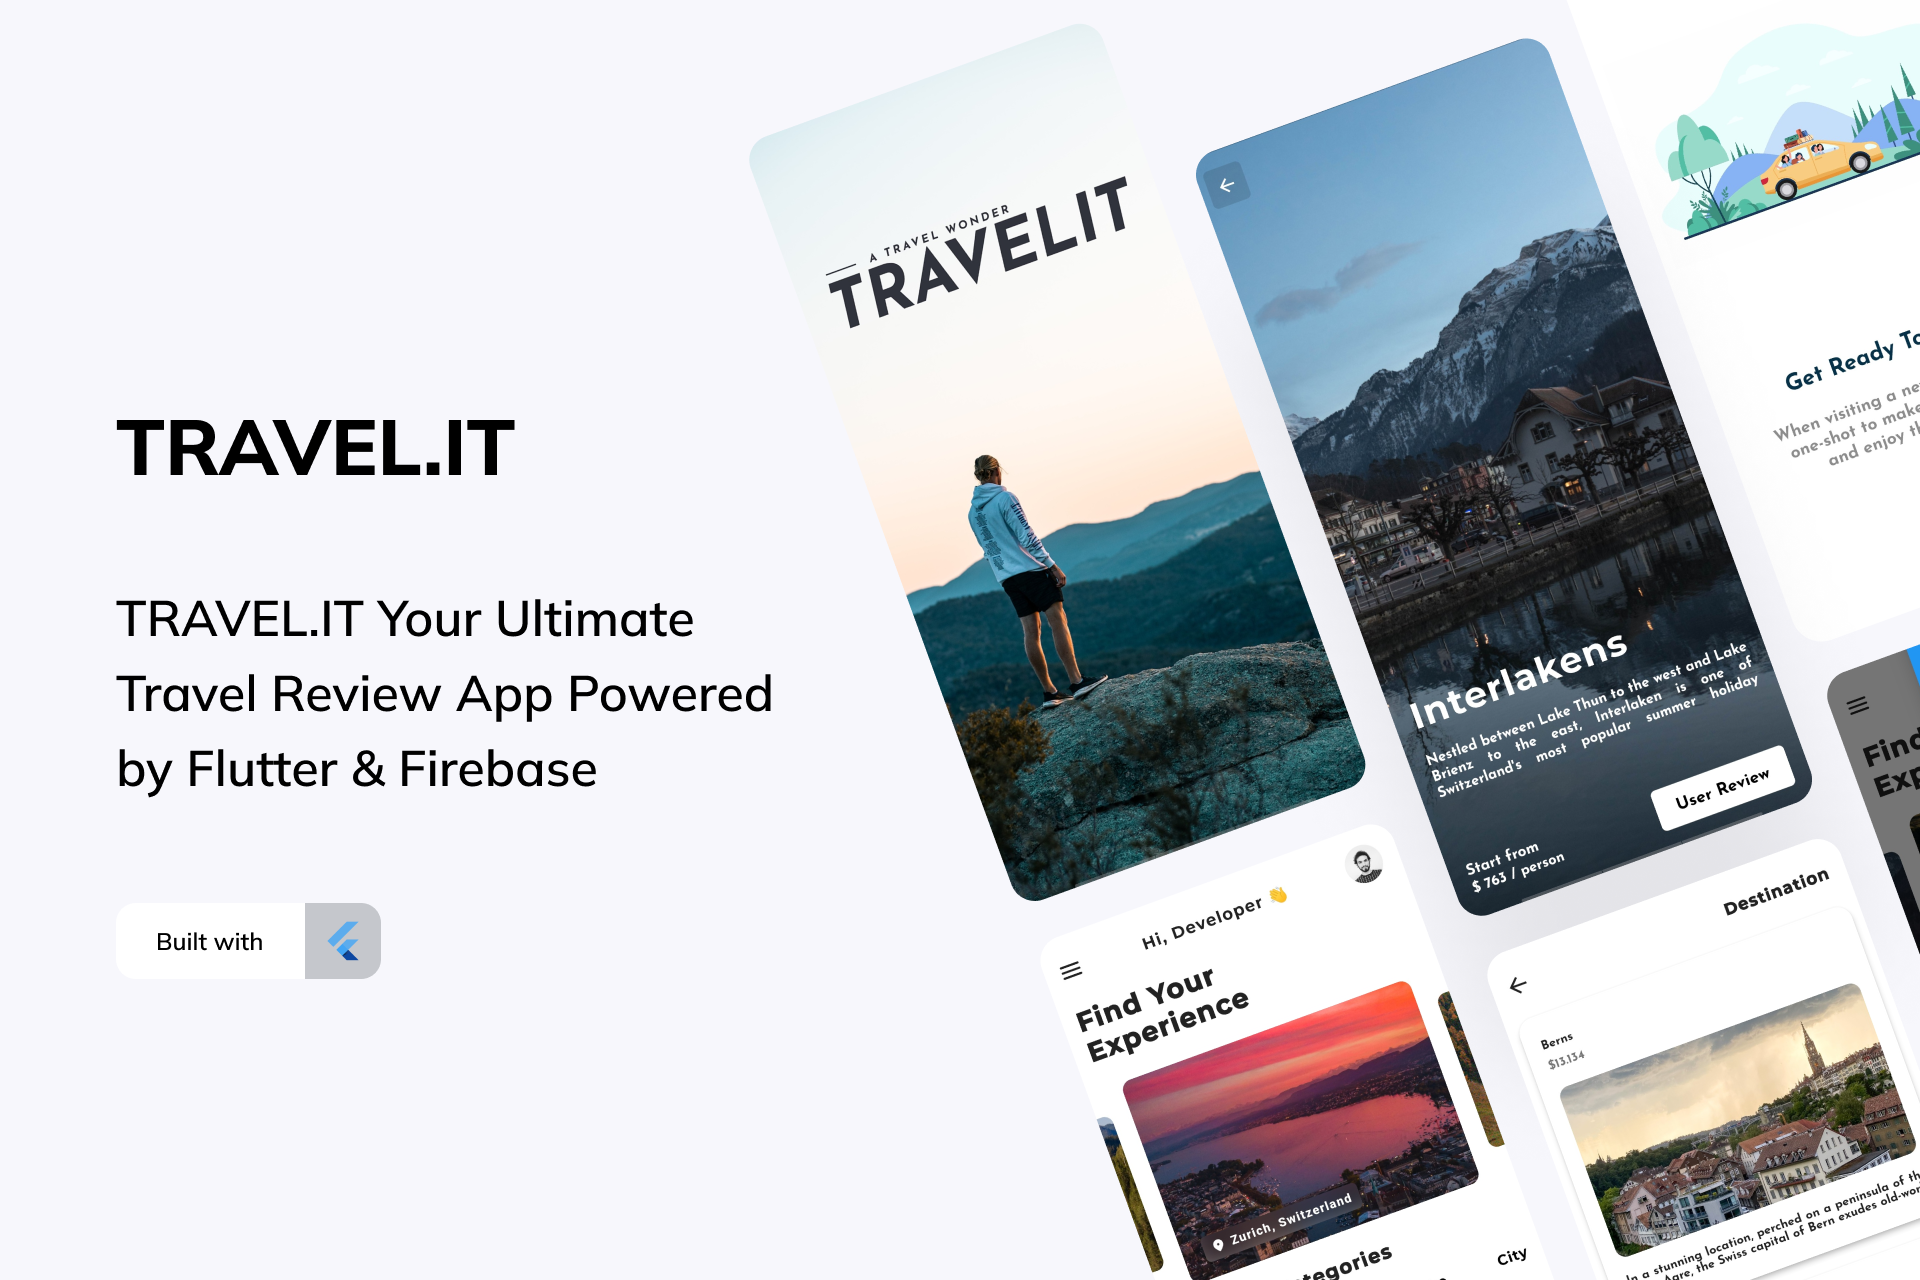 TRAVEL.IT
TRAVEL.IT Your Ultimate
Travel Review App Powered
by Flutter & Firebase
Built with
A TRAVEL WONDER
TRAVELIT
Interlakens
Nestled between Lake Thun to the west and Lake
Brienz to the east, Interlaken is one of
Switzerland's most popular summer holiday
User Review
Start from
$ 763 / person
Get Ready To
When visiting a ne
one-shot to make
and enjoy th
Hi, Developer 👋
Find Your
Experience
Zurich, Switzerland
tegories
City
Destination
Berns
$13,134
In a stunning location, perched on a peninsula of th
Aare, the Swiss capital of Bern exudes old-wor
Find
Exp